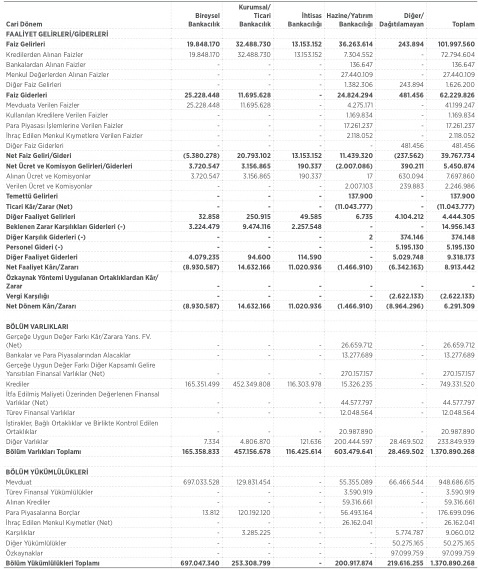 Cari Dönem Bireysel Bankacılık Kurumsal/ Ticari Bankacılık İhtisas Bankacılığı Hazine/Yatırım Bankacılığı Diğer/ Dağıtılamayan Toplam
FAALİYET GELİRLERİ/GİDERLERİ
Faiz Gelirleri 19.848.170 32.488.730 13.153.152 36.263.614 243.894 101.997.560
Kredilerden Alınan Faizler 19.848.170 32.488.730 13.153.152 7.304.552 - 72.794.604
Bankalardan Alınan Faizler - - - 136.647 - 136.647
Menkul Değerlerden Alınan Faizler - - - 27.440.109 - 27.440.109
Diğer Faiz Gelirleri - - - 1.382.306 243.894 1.626.200
Faiz Giderleri 25.228.448 11.695.628 - 24.824.294 481.456 62.229.826
Mevduata Verilen Faizler 25.228.448 11.695.628 - 4.275.171 - 41.199.247
Kullanılan Kredilere Verilen Faizler - - - 1.169.834 - 1.169.834
Para Piyasası İşlemlerine Verilen Faizler - - - 17.261.237 - 17.261.237
İhraç Edilen Menkul Kıymetlere Verilen Faizler - - - 2.118.052 - 2.118.052
Diğer Faiz Giderleri - - - - 481.456 481.456
Net Faiz Geliri/Gideri (5.380.278) 20.793.102 13.153.152 11.439.320 (237.562) 39.767.734
Net Ücret ve Komisyon Gelirleri/Giderleri 3.720.547 3.156.865 190.337 (2.007.086) 390.211 5.450.874
Alınan Ücret ve Komisyonlar 3.720.547 3.156.865 190.337 17 630.094 7.697.860
Verilen Ücret ve Komisyonlar - - - 2.007.103 239.883 2.246.986
Temettü Gelirleri - - - 137.900 - 137.900
Ticari Kâr/Zarar (Net) - - - (11.043.777) - (11.043.777)
Diğer Faaliyet Gelirleri 32.858 250.915 49.585 6.735 4.104.212 4.444.305
Beklenen Zarar Karşılıkları Giderleri (-) 3.224.479 9.474.116 2.257.548 - - 14.956.143
Diğer Karşılık Giderleri (-) - - - 2 374.146 374.148
Personel Gideri (-) - - - - 5.195.130 5.195.130
Diğer Faaliyet Giderleri 4.079.235 94.600 114.590 - 5.029.748 9.318.173
Net Faaliyet Kârı/Zararı (8.930.587) 14.632.166 11.020.936 (1.466.910) (6.342.163) 8.913.442
Özkaynak Yöntemi Uygulanan Ortaklıklardan Kâr/
Zarar - - - - - -
Vergi Karşılığı - - - - (2.622.133) (2.622.133)
Net Dönem Kârı/Zararı (8.930.587) 14.632.166 11.020.936 (1.466.910) (8.964.296) 6.291.309
BÖLÜM VARLIKLARI
Gerçeğe Uygun Değer Farkı Kâr/Zarara Yans. FV.
(Net) - - - 26.659.712 - 26.659.712
Bankalar ve Para Piyasalarından Alacaklar - - - 13.277.689 - 13.277.689
Gerçeğe Uygun Değer Farkı Diğer Kapsamlı Gelire
Yansıtılan Finansal Varlıklar (Net) - - - 270.157.157 - 270.157.157
Krediler 165.351.499 452.349.808 116.303.978 15.326.235 - 749.331.520
İtfa Edilmiş Maliyeti Üzerinden Değerlenen Finansal
Varlıklar (Net) - - - 44.577.797 - 44.577.797
Türev Finansal Varlıklar - - - 12.048.564 - 12.048.564
İştirakler, Bağlı Ortaklıklar ve Birlikte Kontrol Edilen
Ortaklıklar - - - 20.987.890 - 20.987.890
Diğer Varlıklar 7.334 4.806.870 121.636 200.444.597 28.469.502 233.849.939
Bölüm Varlıkları Toplamı 165.358.833 457.156.678 116.425.614 603.479.641 28.469.502 1.370.890.268
BÖLÜM YÜKÜMLÜLÜKLERİ
Mevduat 697.033.528 129.831.454 - 55.355.089 66.466.544 948.686.615
Türev Finansal Yükümlülükler - - - 3.590.919 - 3.590.919
Alınan Krediler - - - 59.316.661 - 59.316.661
Para Piyasalarına Borçlar 13.812 120.192.120 - 56.493.164 - 176.699.096
İhraç Edilen Menkul Kıymetler (Net) - - - 26.162.041 - 26.162.041
Karşılıklar - 3.285.225 - - 5.774.787 9.060.012
Diğer Yükümlülükler - - - - 50.275.165 50.275.165
Özkaynaklar - - - - 97.099.759 97.099.759
Bölüm Yükümlülükleri Toplamı 697.047.340 253.308.799 - 200.917.874 219.616.255 1.370.890.268